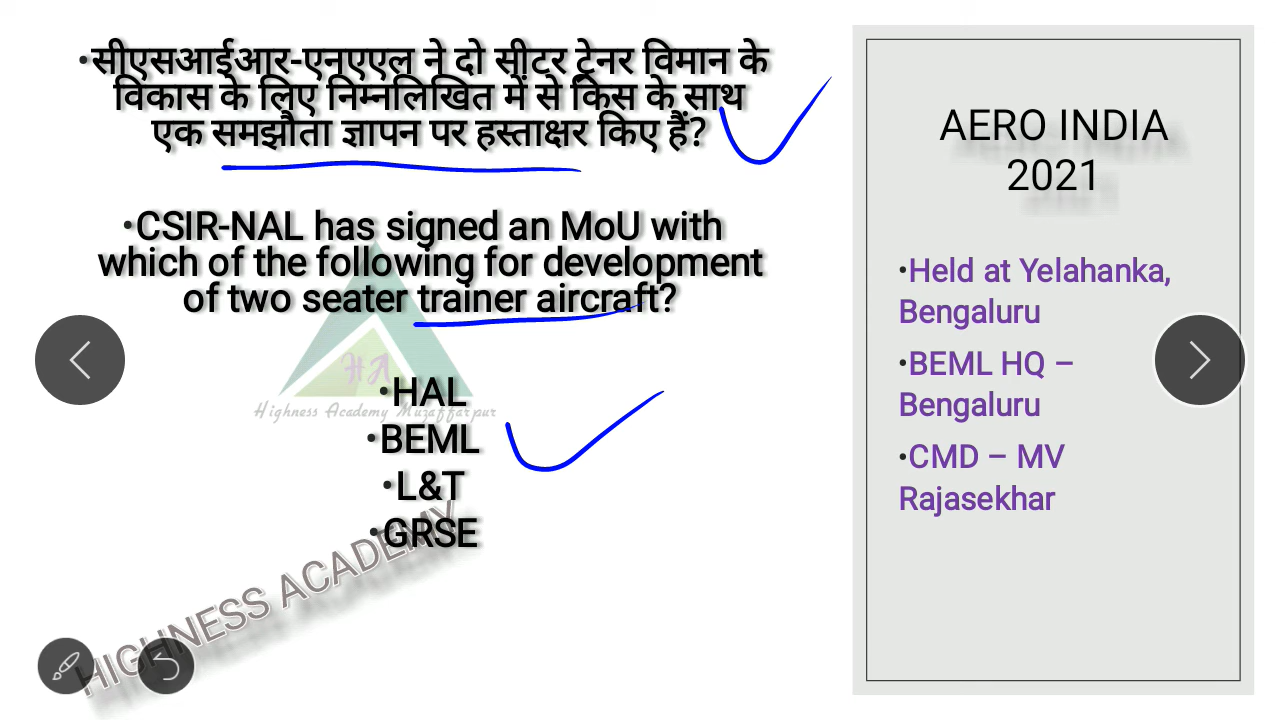 •सीएसआईआर-एनएएल ने दो सीटर ट्रेनर विमान के
विकास के लिए निम्नलिखित में से किस के साथ
एक समझौता ज्ञापन पर हस्ताक्षर किए हैं?
•CSIR-NAL has signed an MoU with
which of the following for development
of two seater trainer aircraft?
HA
Highness Academy Muzaffarpur
•HAL
•BEML
•L&T
•GRSE
HIGHNESS ACADEMY
AERO INDIA
2021
•Held at Yelahanka,
Bengaluru
•BEML HQ –
Bengaluru
•CMD – MV
Rajasekhar